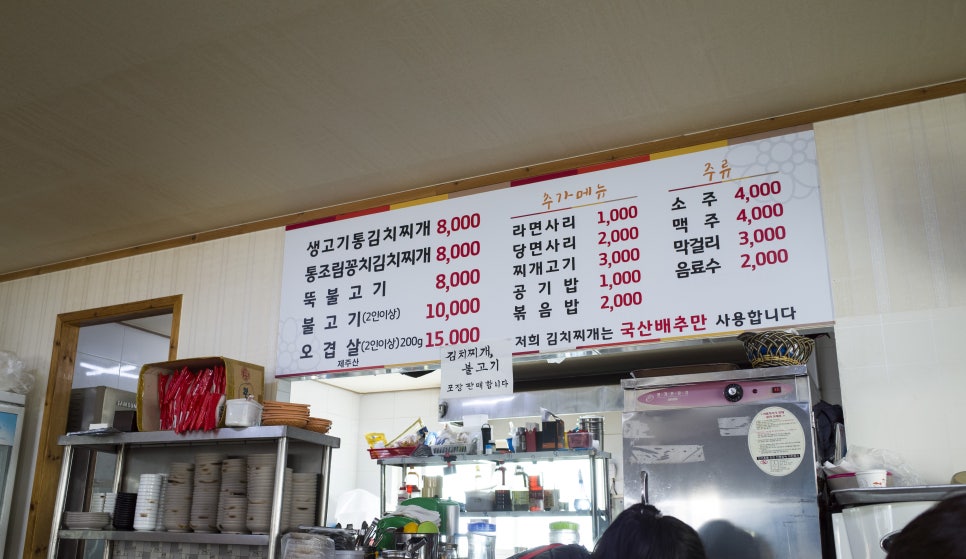 생고기통김치찌개 8,000
통조림꽁치김치찌개 8,000
뚝불고기 8,000
불고기(2인이상) 10,000
오겹살(2인이상)200g 15,000
제주산
추가메뉴
라면사리 1,000
당면사리 2,000
찌개고기 3,000
공기밥 1,000
볶음밥 2,000
주류
소주 4,000
맥주 4,000
막걸리 3,000
음료수 2,000
저희 김치찌개는 국산배추만 사용합니다
김치찌개,
불고기
포장판매합니다
SAMSUNG